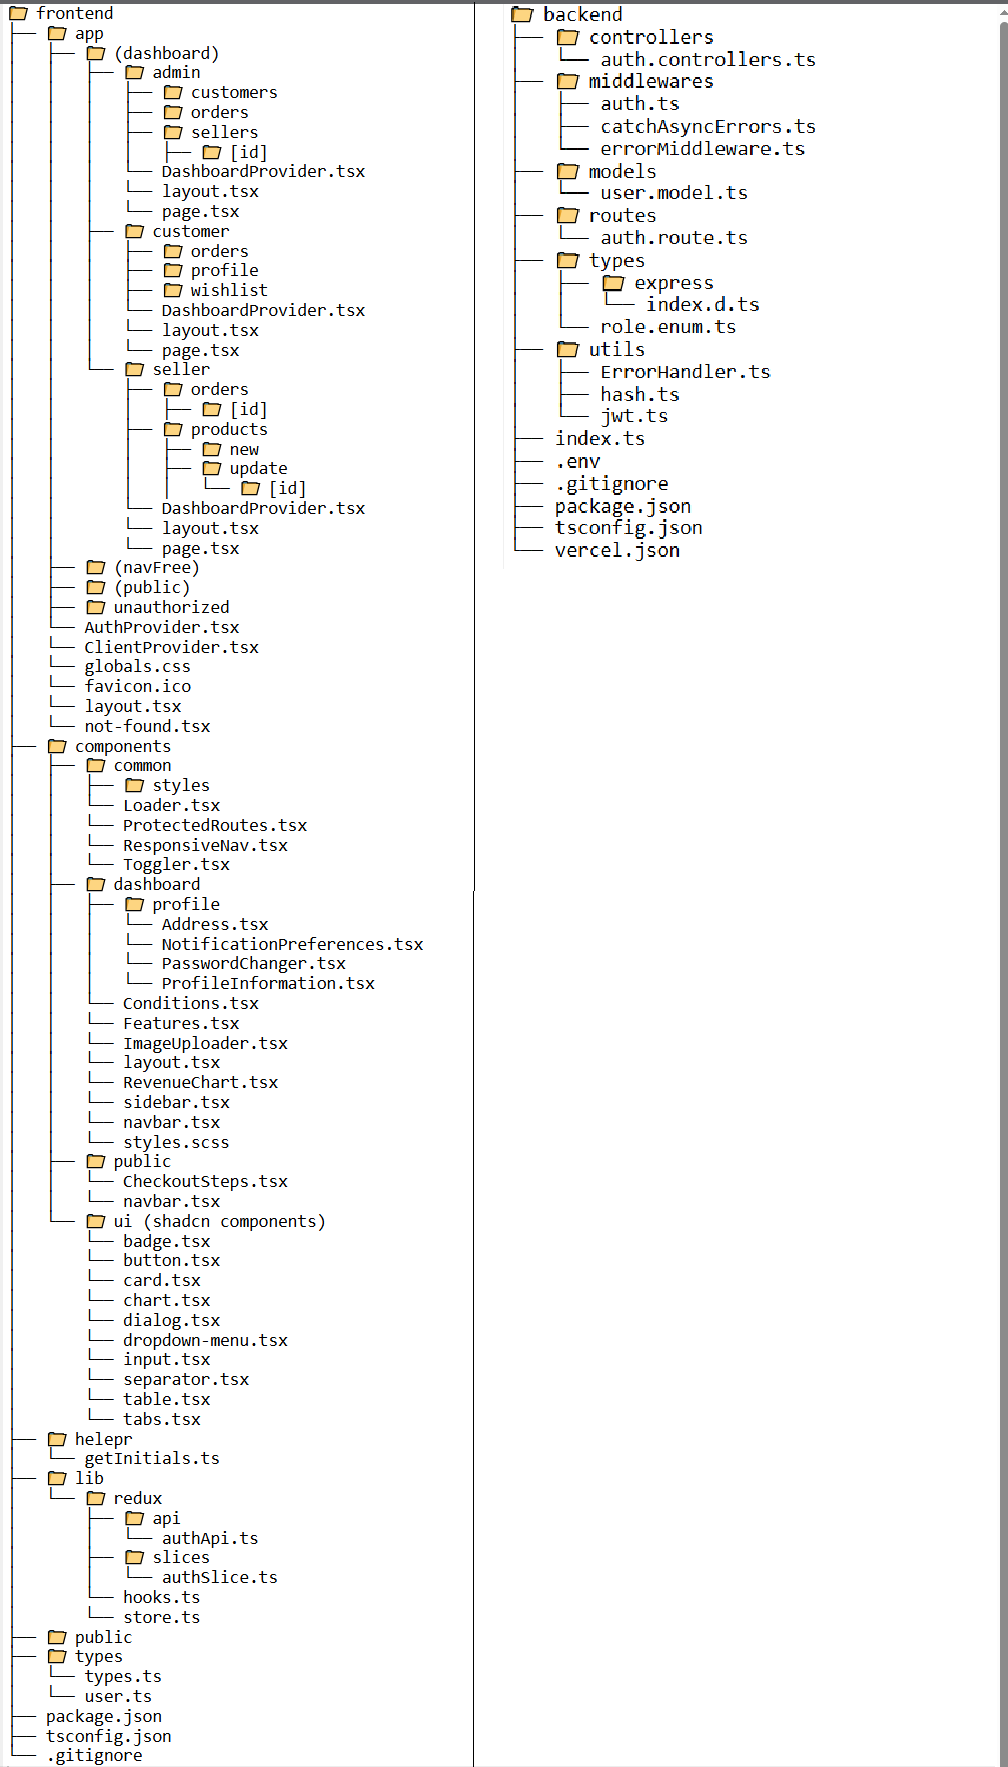 frontend
app
(dashboard)
admin
customers
orders
sellers
[id]
DashboardProvider.tsx
layout.tsx
page.tsx
customer
orders
profile
wishlist
DashboardProvider.tsx
layout.tsx
page.tsx
seller
orders
[id]
products
new
update
[id]
DashboardProvider.tsx
layout.tsx
page.tsx
(navFree)
(public)
unauthorized
AuthProvider.tsx
ClientProvider.tsx
globals.css
favicon.ico
layout.tsx
not-found.tsx
components
common
styles
Loader.tsx
ProtectedRoutes.tsx
ResponsiveNav.tsx
Toggler.tsx
dashboard
profile
Address.tsx
NotificationPreferences.tsx
PasswordChanger.tsx
ProfileInformation.tsx
Conditions.tsx
Features.tsx
ImageUploader.tsx
layout.tsx
RevenueChart.tsx
sidebar.tsx
navbar.tsx
styles.scss
public
CheckoutSteps.tsx
navbar.tsx
ui (shadcn components)
badge.tsx
button.tsx
card.tsx
chart.tsx
dialog.tsx
dropdown-menu.tsx
input.tsx
separator.tsx
table.tsx
tabs.tsx
helepr
getInitials.ts
lib
redux
api
authApi.ts
slices
authSlice.ts
hooks.ts
store.ts
public
types
types.ts
user.ts
package.json
tsconfig.json
.gitignore
backend
controllers
auth.controllers.ts
middlewares
auth.ts
catchAsyncErrors.ts
errorMiddleware.ts
models
user.model.ts
routes
auth.route.ts
types
express
index.d.ts
role.enum.ts
utils
ErrorHandler.ts
hash.ts
jwt.ts
index.ts
.env
.gitignore
package.json
tsconfig.json
vercel.json